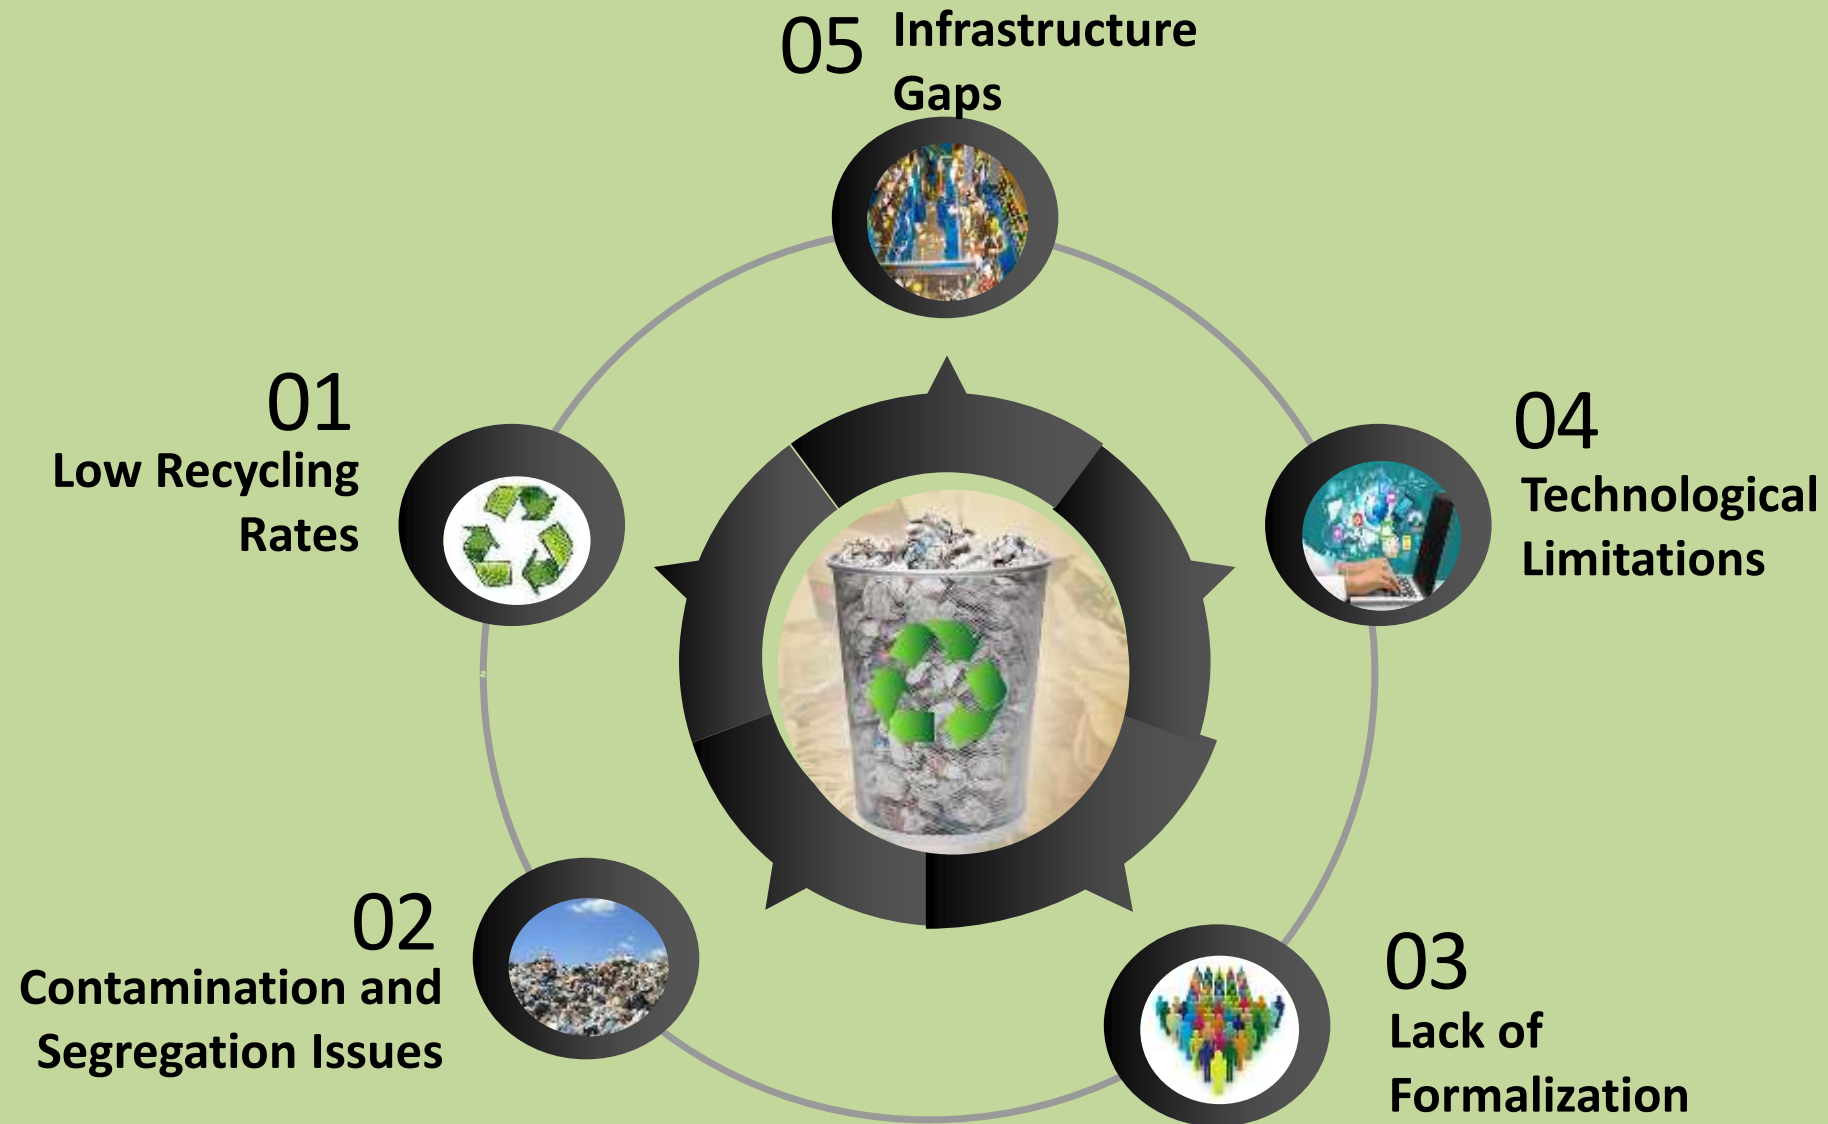 05
Infrastructure
Gaps
01
Low Recycling
Rates
04
Technological
Limitations
02
Contamination and
Segregation Issues
03
Lack of
Formalization